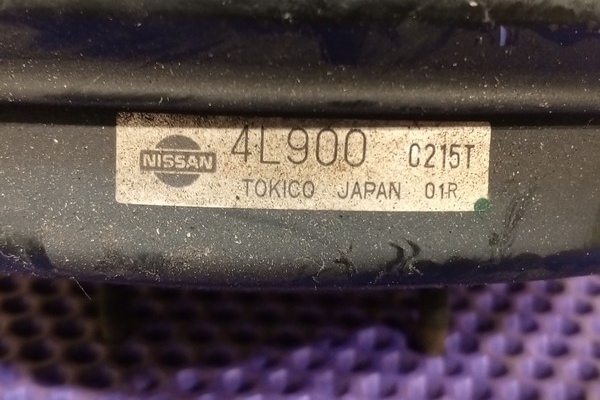 NISSAN 4L900 C215T
TOKICO JAPAN 01R